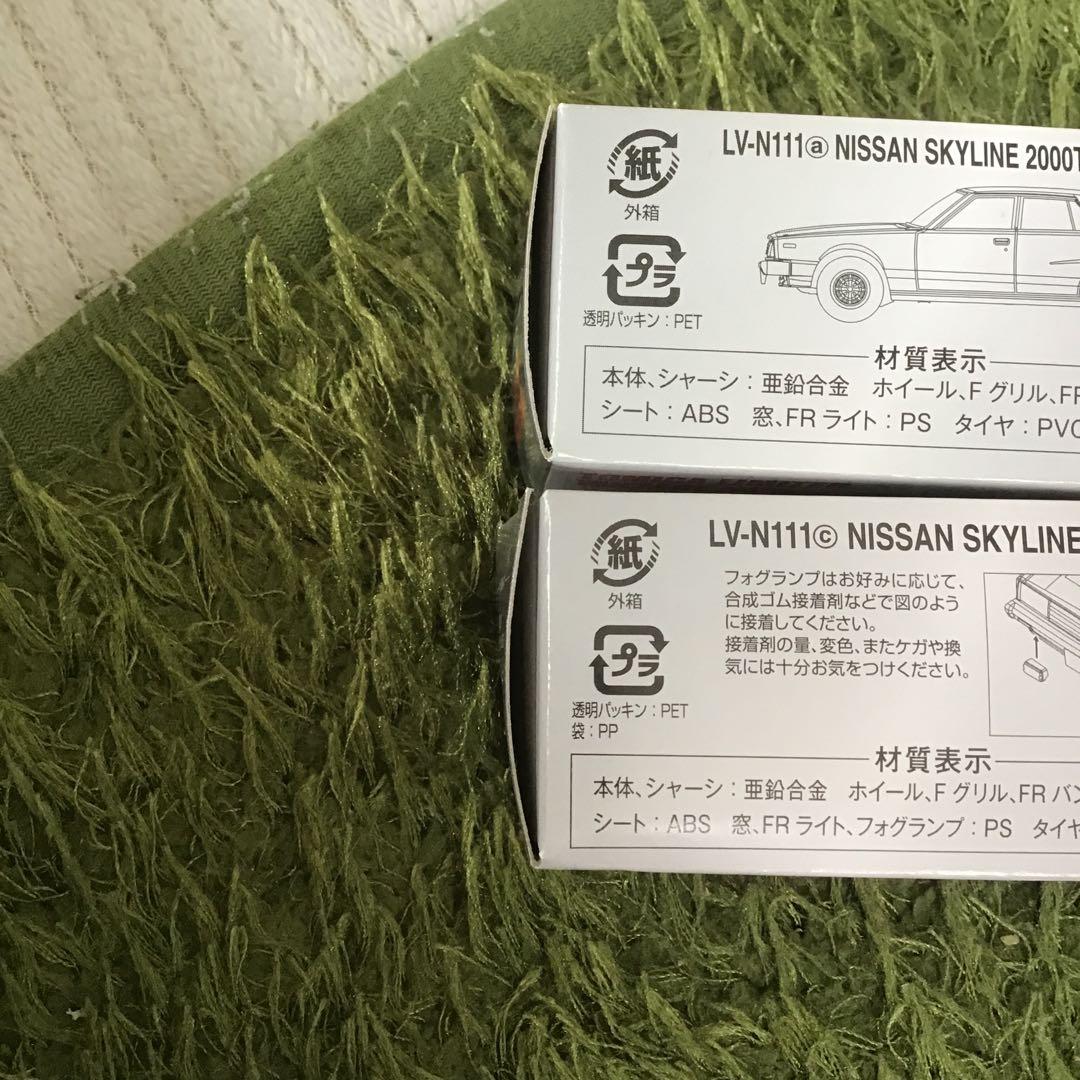 紙
外箱
プラ
透明パッキン：PET
LV-N111ⓐ NISSAN SKYLINE 2000T
材質表示
本体、シャーシ：亜鉛合金　ホイール、Fグリル、FR
シート：ABS　窓、FRライト：PS　タイヤ：PVC
紙
外箱
プラ
透明パッキン：PET
袋：PP
LV-N111ⓒ NISSAN SKYLINE
フォグランプはお好みに応じて、
合成ゴム接着剤などで図のよう
に接着してください。
接着剤の量、変色、またケガや換
気には十分お気をつけください。
材質表示
本体、シャーシ：亜鉛合金　ホイール、Fグリル、FRバン
シート：ABS　窓、FRライト、フォグランプ：PS　タイヤ